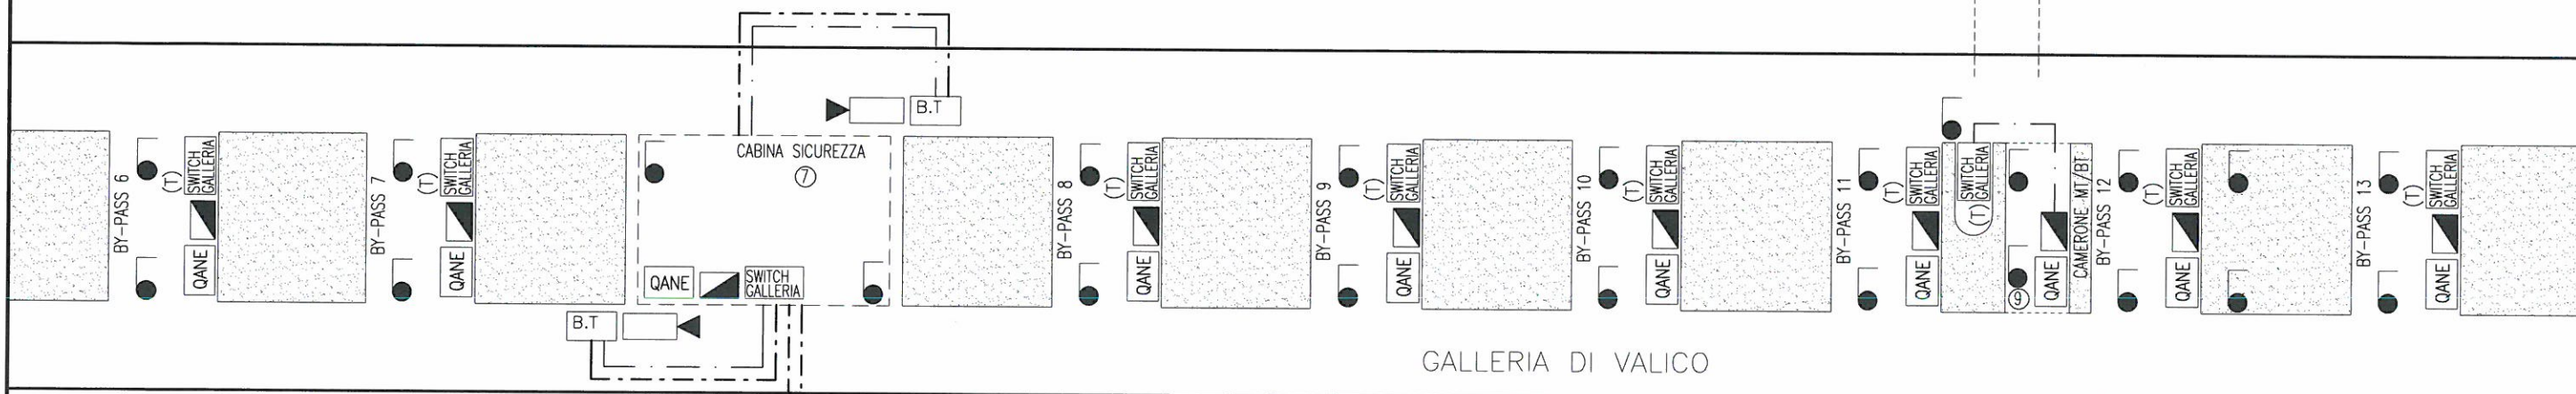 B.T
BY-PASS 6
(T)
SWITCH
GALLERIA
QANE
BY-PASS 7
(T)
SWITCH
GALLERIA
QANE
CABINA SICUREZZA
7
QANE
SWITCH
GALLERIA
B.T
BY-PASS 8
(T)
SWITCH
GALLERIA
QANE
BY-PASS 9
(T)
SWITCH
GALLERIA
QANE
BY-PASS 10
(T)
SWITCH
GALLERIA
QANE
BY-PASS 11
(T)
SWITCH
GALLERIA
QANE
SWITCH
GALLERIA
(T)
9
QANE
CAMERONE MT/BT
BY-PASS 12
(T)
SWITCH
GALLERIA
QANE
BY-PASS 13
(T)
SWITCH
GALLERIA
QANE
GALLERIA DI VALICO